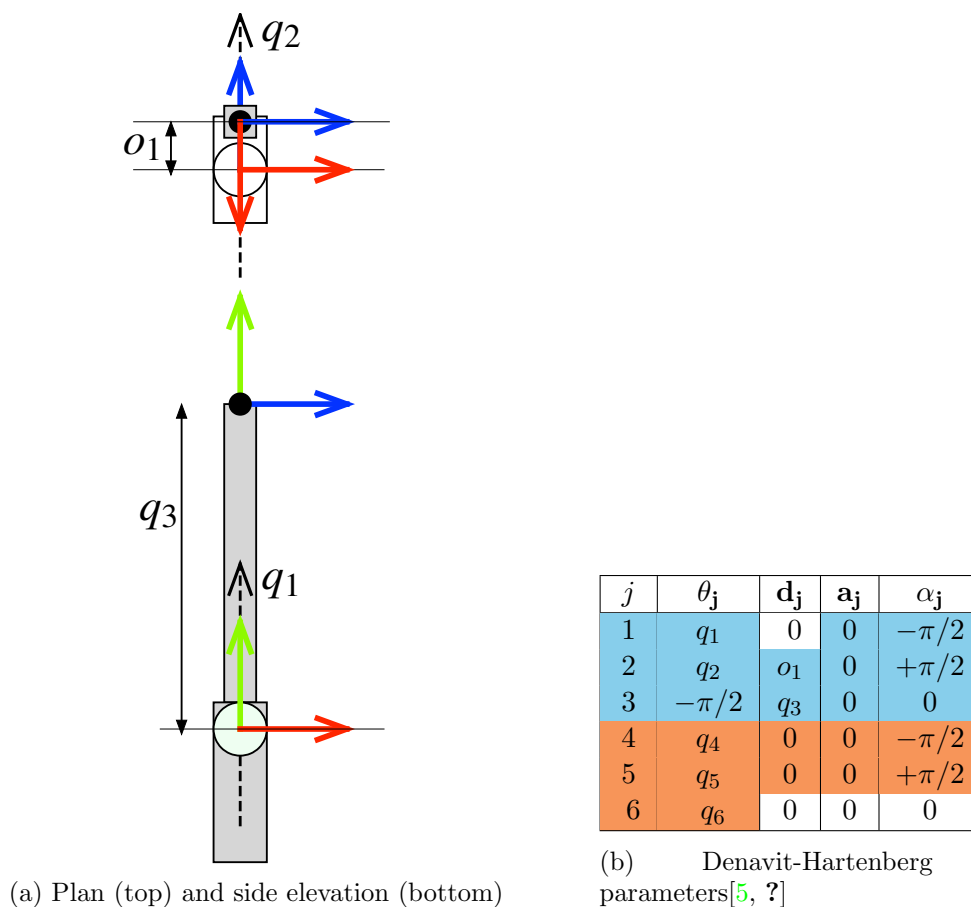 q2
o1
q3
q1
(a) Plan (top) and side elevation (bottom)
j θj dj aj αj
1 q1 0 0 −π/2
2 q2 o1 0 +π/2
3 −π/2 q3 0 0
4 q4 0 0 −π/2
5 q5 0 0 +π/2
6 q6 0 0 0
(b) Denavit-Hartenberg
parameters[5, ?]